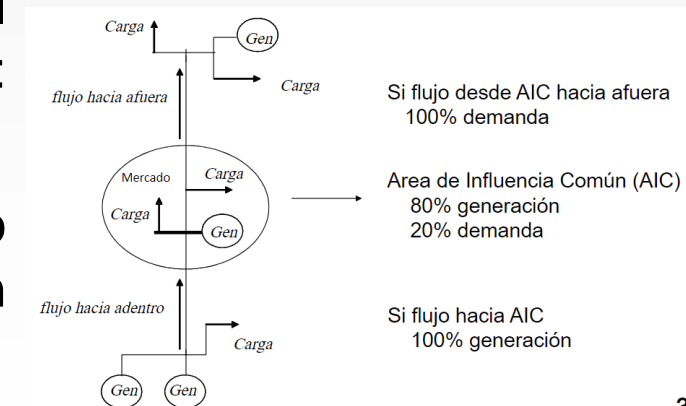 Carga
Gen
Carga
flujo hacia afuera
Si flujo desde AIC hacia afuera
100% demanda
Mercado
Carga
Carga
Gen
Area de Influencia Común (AIC)
80% generación
20% demanda
flujo hacia adentro
Carga
Si flujo hacia AIC
100% generación
Gen
Gen